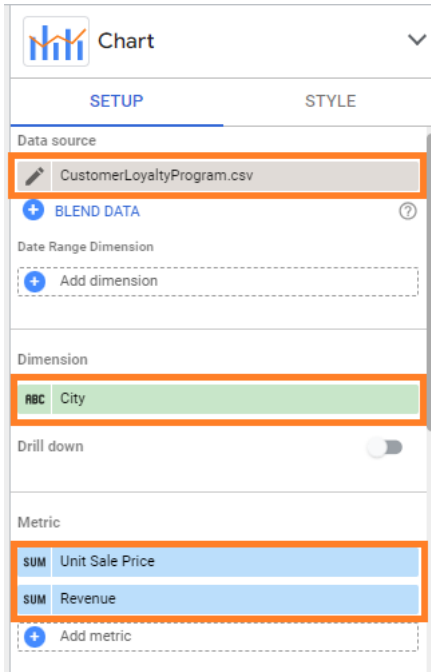 Chart
SETUP STYLE
Data source
CustomerLoyaltyProgram.csv
BLEND DATA
Date Range Dimension
Add dimension
Dimension
ABC City
Drill down
Metric
SUM Unit Sale Price
SUM Revenue
Add metric